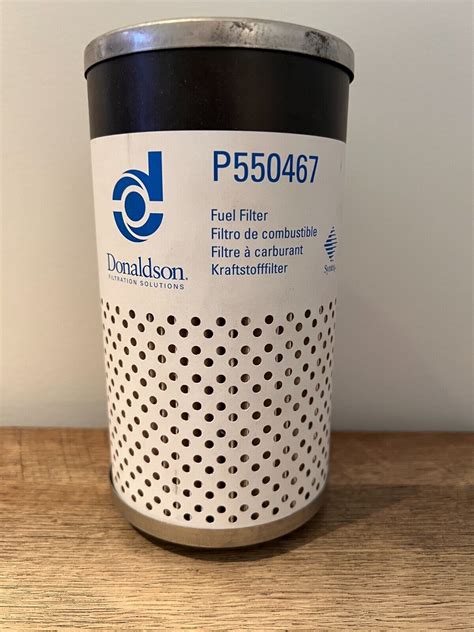 P550467
Fuel Filter
Filtro de combustible
Filtre à carburant
Kraftstofffilter
Donaldson.
FILTRATION SOLUTIONS